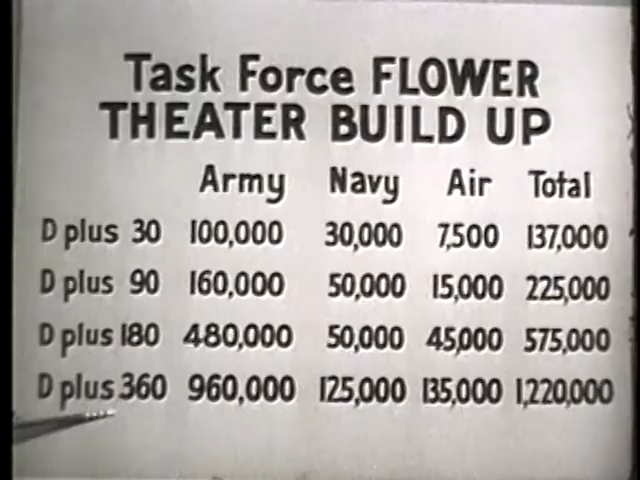 Task Force FLOWER
THEATER BUILD UP
Army Navy Air Total
D plus 30 100,000 30,000 7,500 137,000
D plus 90 160,000 50,000 15,000 225,000
D plus 180 480,000 50,000 45,000 575,000
D plus 360 960,000 125,000 135,000 1,220,000